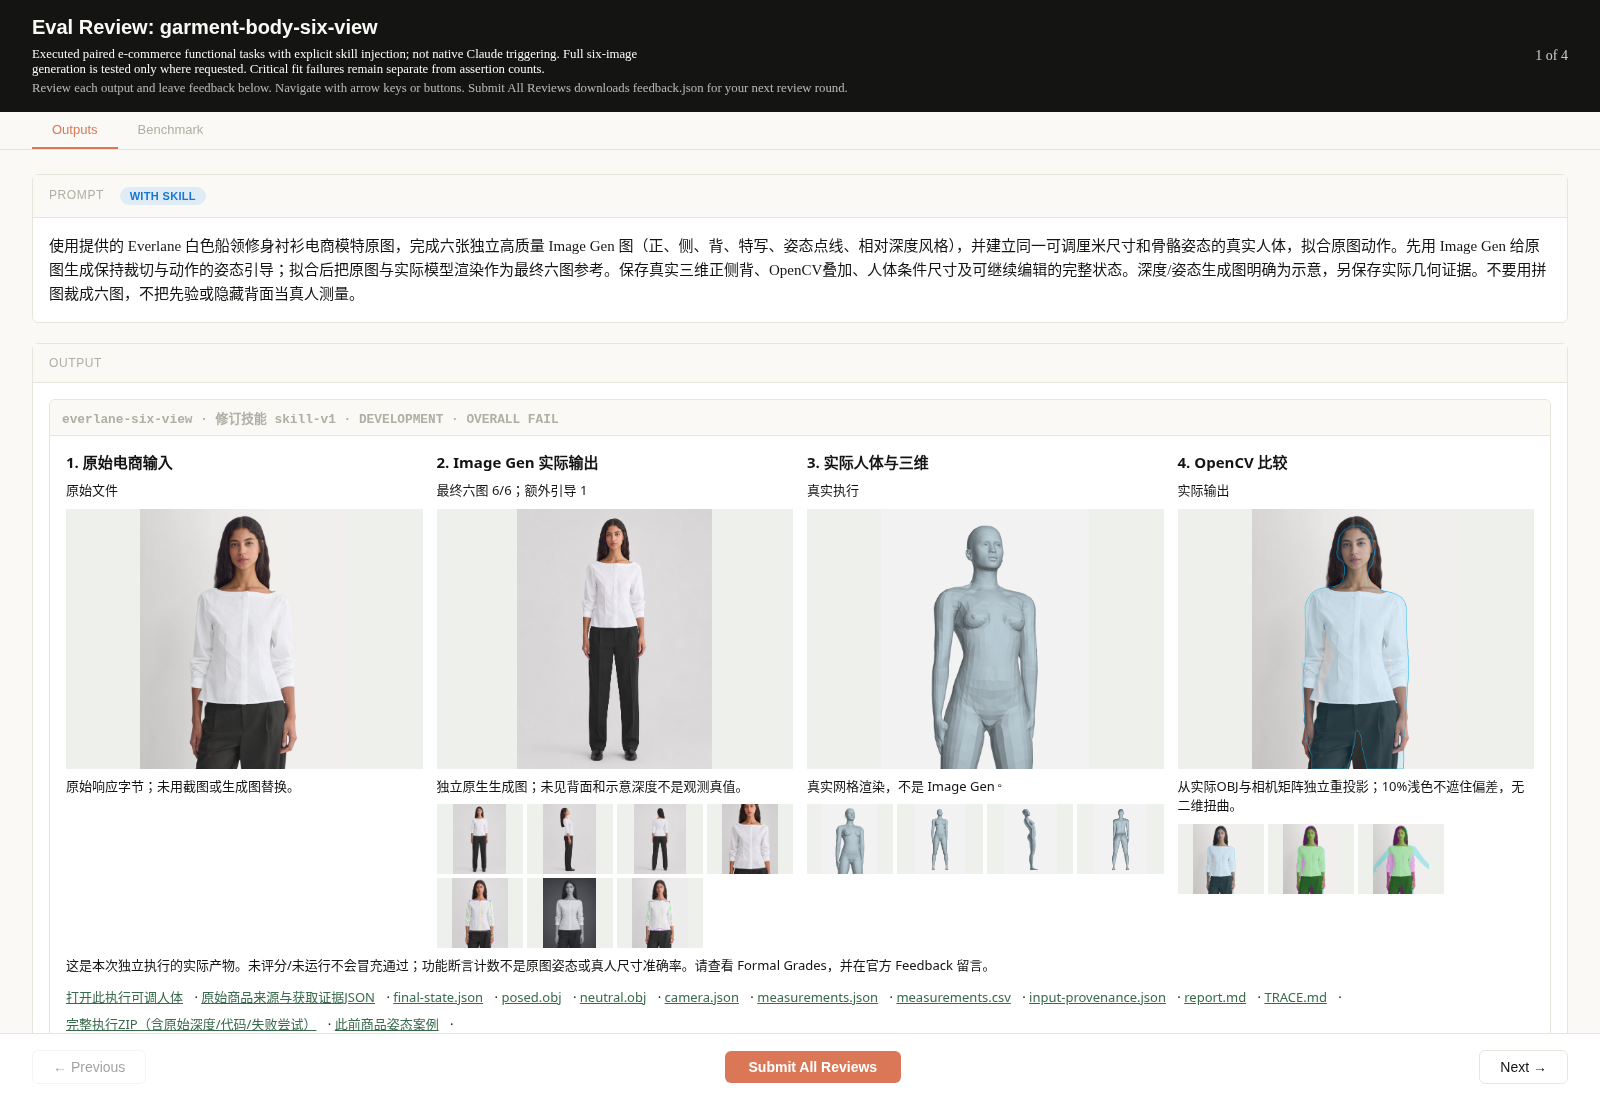 Eval Review: garment-body-six-view
Executed paired e-commerce functional tasks with explicit skill injection; not native Claude triggering. Full six-image
generation is tested only where requested. Critical fit failures remain separate from assertion counts.
Review each output and leave feedback below. Navigate with arrow keys or buttons. Submit All Reviews downloads feedback.json for your next review round.
1 of 4
Outputs
Benchmark
PROMPT
WITH SKILL
使用提供的 Everlane 白色船领修身衬衫电商模特原图，完成六张独立高质量 Image Gen 图（正、侧、背、特写、姿态点线、相对深度风格），并建立同一可调厘米尺寸和骨骼姿态的真实人体，拟合原图动作。先用 Image Gen 给原
图生成保持裁切与动作的姿态引导；拟合后把原图与实际模型渲染作为最终六图参考。保存真实三维正侧背、OpenCV叠加、人体条件尺寸及可继续编辑的完整状态。深度/姿态生成图明确为示意，另保存实际几何证据。不要用拼
图裁成六图，不把先验或隐藏背面当真人测量。
OUTPUT
everlane-six-view · 修订技能 skill-v1 · DEVELOPMENT · OVERALL FAIL
1. 原始电商输入
原始文件
原始响应字节；未用截图或生成图替换。
2. Image Gen 实际输出
最终六图 6/6；额外引导 1
独立原生生成图；未见背面和示意深度不是观测真值。
3. 实际人体与三维
真实执行
真实网格渲染，不是 Image Gen。
4. OpenCV 比较
实际输出
从实际OBJ与相机矩阵独立重投影；10%浅色不遮住偏差，无
二维扭曲。
这是本次独立执行的实际产物。未评分/未运行不会冒充通过；功能断言计数不是原图姿态或真人尺寸准确率。请查看 Formal Grades，并在官方 Feedback 留言。
打开此执行可调人体 · 原始商品来源与获取证据JSON · final-state.json · posed.obj · neutral.obj · camera.json · measurements.json · measurements.csv · input-provenance.json · report.md · TRACE.md ·
完整执行ZIP（含原始深度/代码/失败尝试） · 此前商品姿态案例 ·
← Previous
Submit All Reviews
Next →